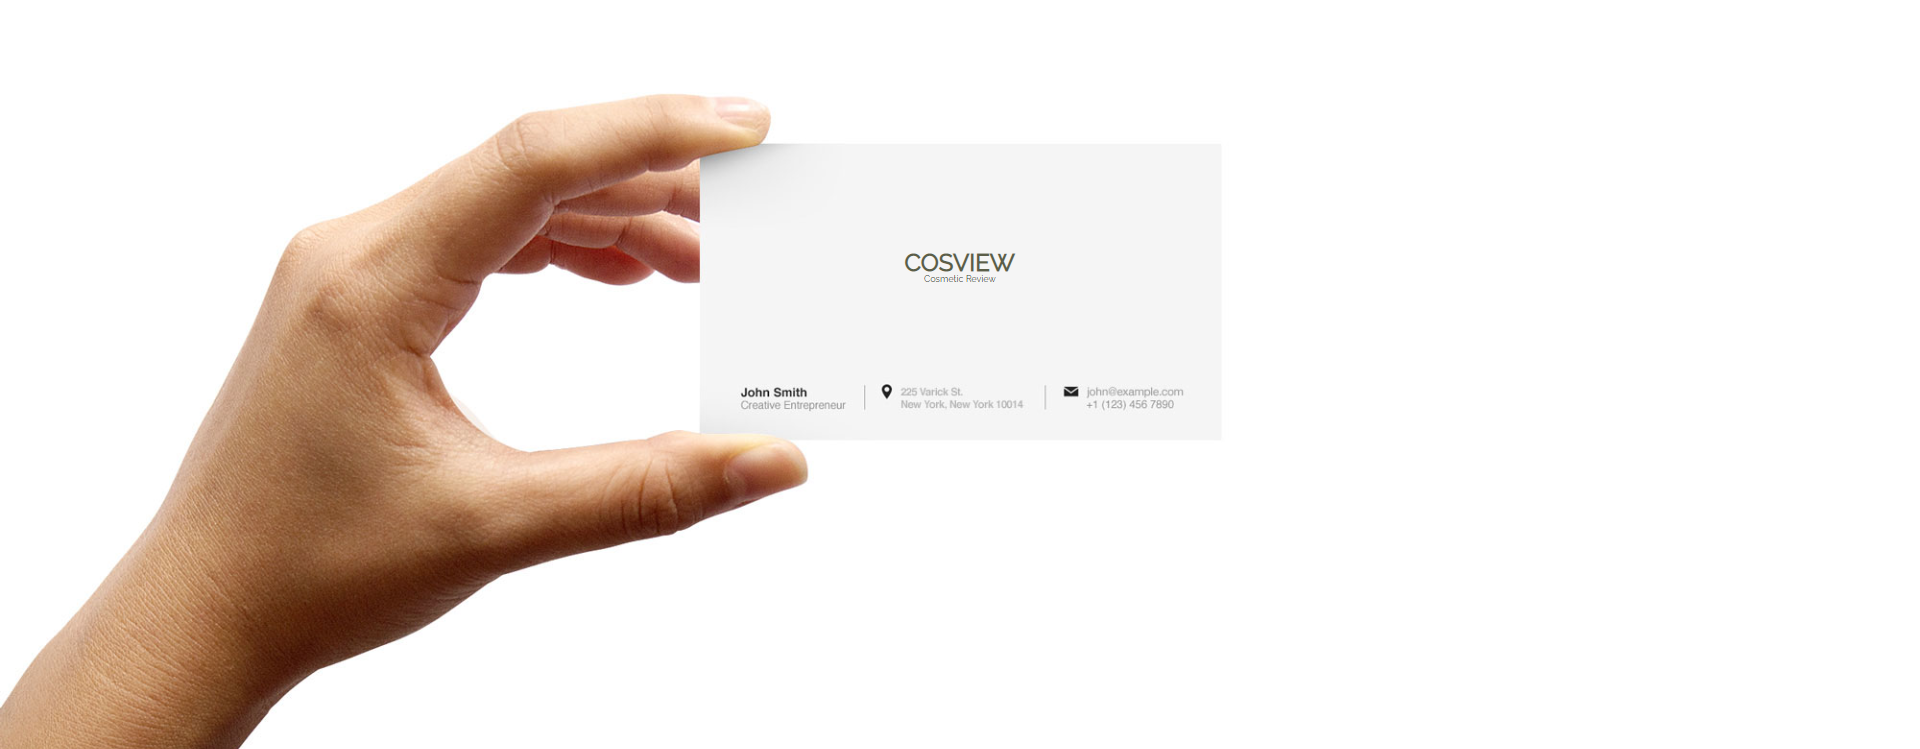 COSVIEW
Cosmetic Review
John Smith
Creative Entrepreneur
225 Varick St.
New York, New York 10014
john@example.com
+1 (123) 456 7890